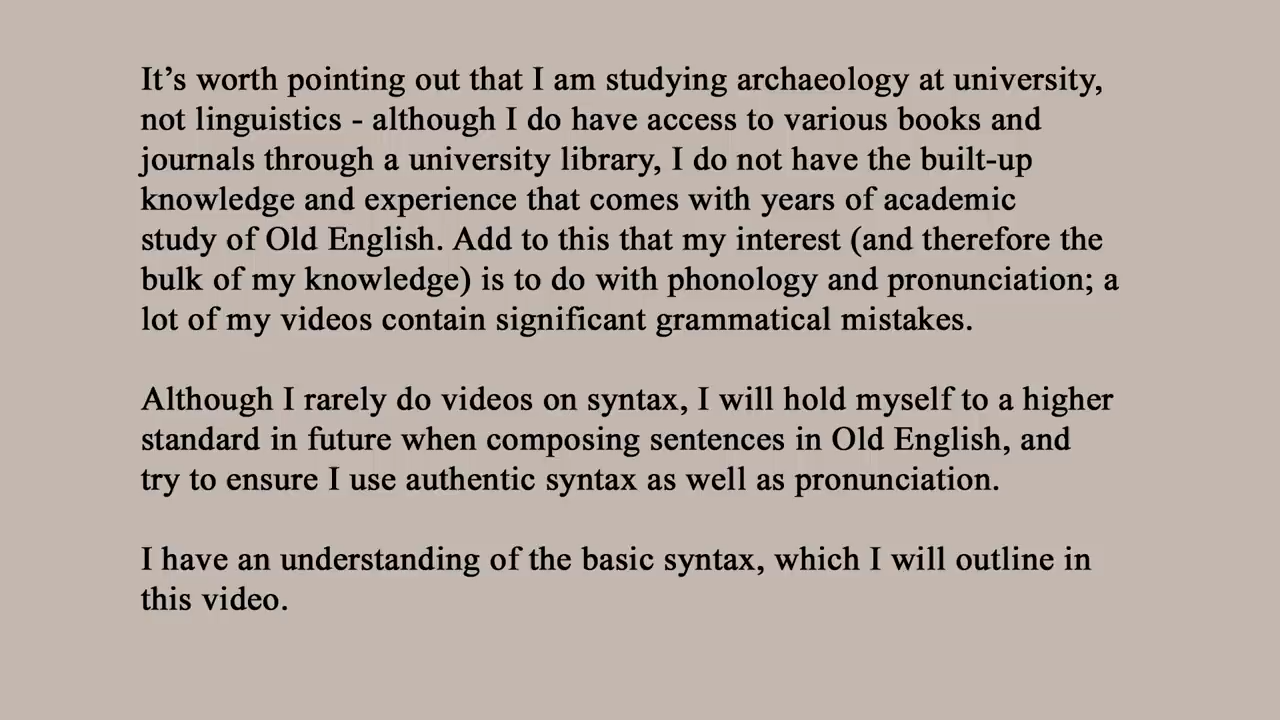 It’s worth pointing out that I am studying archaeology at university,
not linguistics - although I do have access to various books and
journals through a university library, I do not have the built-up
knowledge and experience that comes with years of academic
study of Old English. Add to this that my interest (and therefore the
bulk of my knowledge) is to do with phonology and pronunciation; a
lot of my videos contain significant grammatical mistakes.
Although I rarely do videos on syntax, I will hold myself to a higher
standard in future when composing sentences in Old English, and
try to ensure I use authentic syntax as well as pronunciation.
I have an understanding of the basic syntax, which I will outline in
this video.